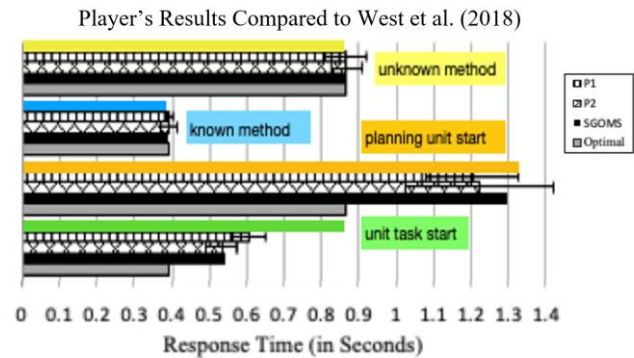 Player's Results Compared to West et al. (2018)
unknown method
known method
planning unit start
unit task start
P1
P2
SGOMS
Optimal
0 0.1 0.2 0.3 0.4 0.5 0.6 0.7 0.8 0.9 1 1.1 1.2 1.3 1.4
Response Time (in Seconds)